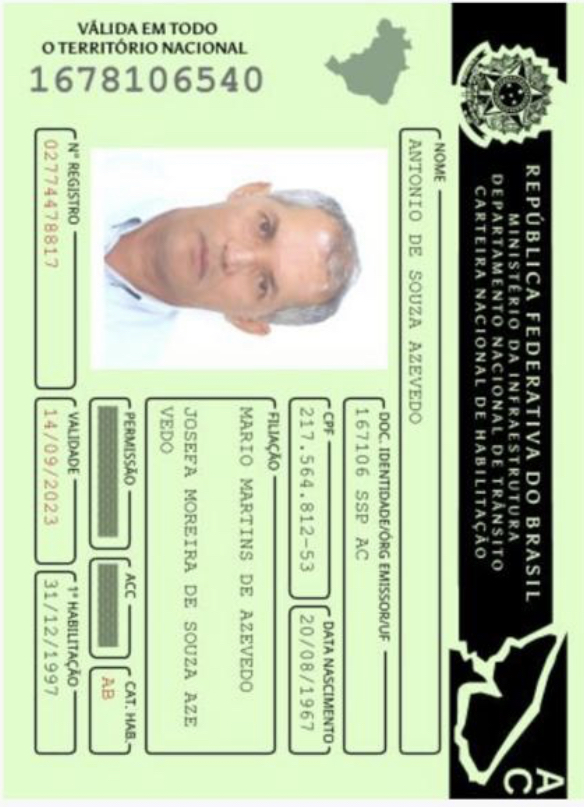 REPÚBLICA FEDERATIVA DO BRASIL
MINISTÉRIO DA INFRAESTRUTURA
DEPARTAMENTO NACIONAL DE TRÂNSITO
CARTEIRA NACIONAL DE HABILITAÇÃO
AC
VÁLIDA EM TODO
O TERRITÓRIO NACIONAL
1678106540
NOME
ANTONIO DE SOUZA AZEVEDO
DOC. IDENTIDADE/ÓRG EMISSOR/UF
167106 SSP AC
CPF
217.564.812-53
DATA NASCIMENTO
20/08/1967
FILIAÇÃO
MARIO MARTINS DE AZEVEDO
JOSEFA MOREIRA DE SOUZA AZE
VEDO
PERMISSÃO
ACC
CAT. HAB.
AB
Nº REGISTRO
02774478817
VALIDADE
14/09/2023
1ª HABILITAÇÃO
31/12/1997